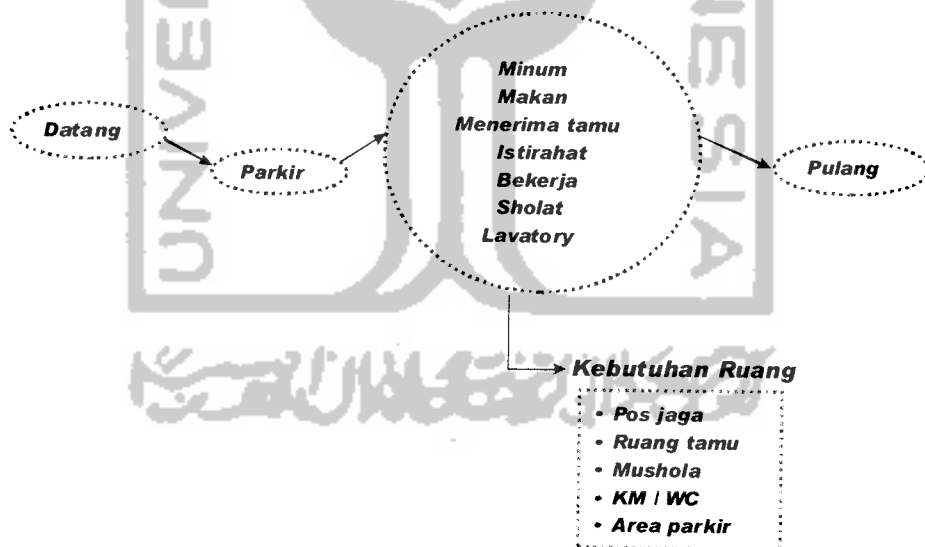 Minum
Makan
Menerima tamu
Istirahat
Bekerja
Sholat
Lavatory
Datang
Parkir
Pulang
Kebutuhan Ruang
• Pos jaga
• Ruang tamu
• Mushola
• KM / WC
• Area parkir